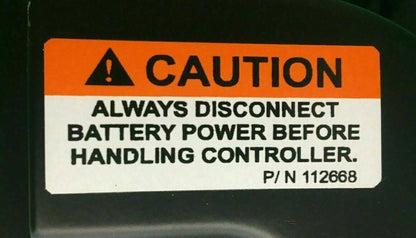 CAUTION
ALWAYS DISCONNECT
BATTERY POWER BEFORE
HANDLING CONTROLLER.
P/N 112668